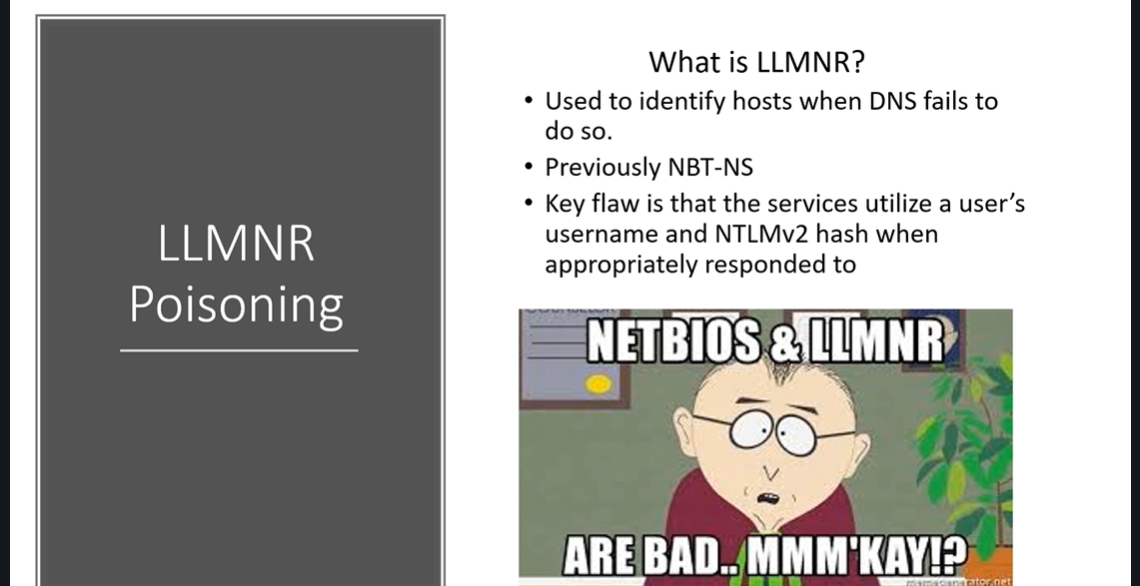 LLMNR
Poisoning
What is LLMNR?
• Used to identify hosts when DNS fails to
do so.
• Previously NBT-NS
• Key flaw is that the services utilize a user’s
username and NTLMv2 hash when
appropriately responded to
COUNSELOR
NETBIOS & LLMNR
ARE BAD.. MMM'KAY!?
memegenerator.net